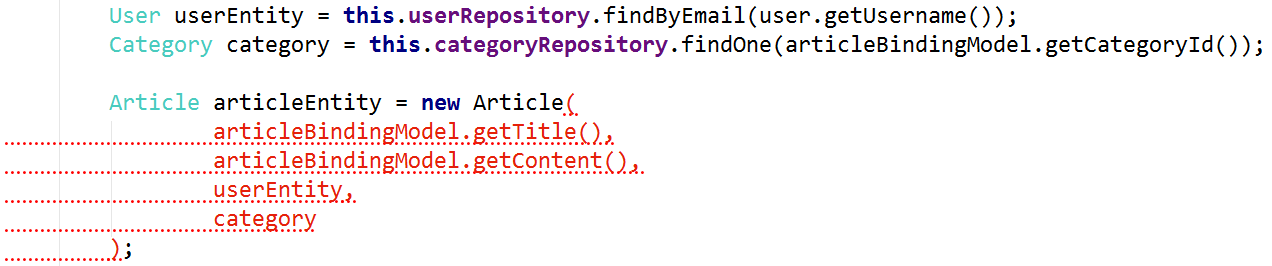 User userEntity = this.userRepository.findByEmail(user.getUsername());
Category category = this.categoryRepository.findOne(articleBindingModel.getCategoryId());
Article articleEntity = new Article(
articleBindingModel.getTitle(),
articleBindingModel.getContent(),
userEntity,
category
);